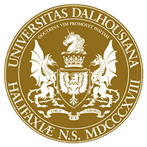 UNIVERSITAS DALHOUSIANA
DOCTRINA VIM PROMOVET INSITAM
HALIFAXIÆ N.S. MDCCCXVIII